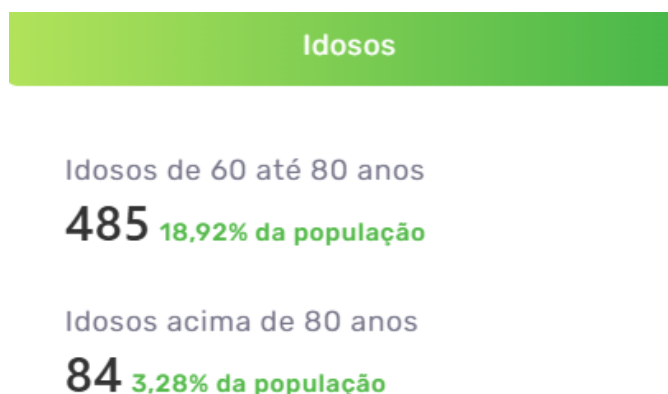 Idosos
Idosos de 60 até 80 anos
485 18,92% da população
Idosos acima de 80 anos
84 3,28% da população